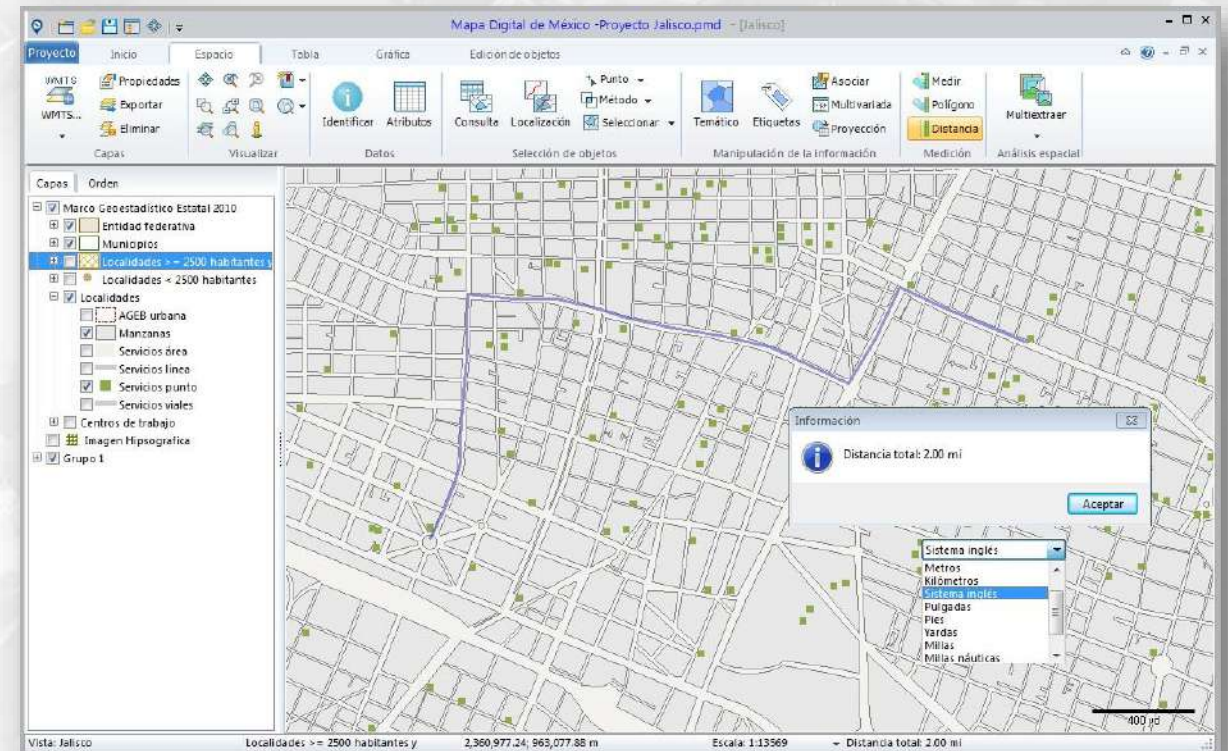 Mapa Digital de México -Proyecto Jalisco.pmd - [Jalisco]
Proyecto Inicio Espacio Tabla Gráfica Edición de objetos
WMTS
WMTS...
Propiedades
Exportar
Eliminar
Capas
Visualizar
Identificar Atributos
Datos
Consulta Localización
Punto
Método
Seleccionar
Selección de objetos
Temático Etiquetas
Asociar
Multivariada
Proyección
Manipulación de la información
Medir
Polígono
Distancia
Medición
Multiextraer
Análisis espacial
Capas Orden
Marco Geoestadístico Estatal 2010
Entidad federativa
Municipios
Localidades >= 2500 habitantes y
Localidades < 2500 habitantes
Localidades
AGEB urbana
Manzanas
Servicios área
Servicios línea
Servicios punto
Servicios viales
Centros de trabajo
Imagen Hipsografica
Grupo 1
Información
Distancia total: 2.00 mi
Aceptar
Sistema inglés
Metros
Kilómetros
Sistema inglés
Pulgadas
Pies
Yardas
Millas
Millas náuticas
400 yd
Vista: Jalisco Localidades >= 2500 habitantes y 2,360,977.24; 963,077.88 m Escala: 1:13569 Distancia total: 2.00 mi